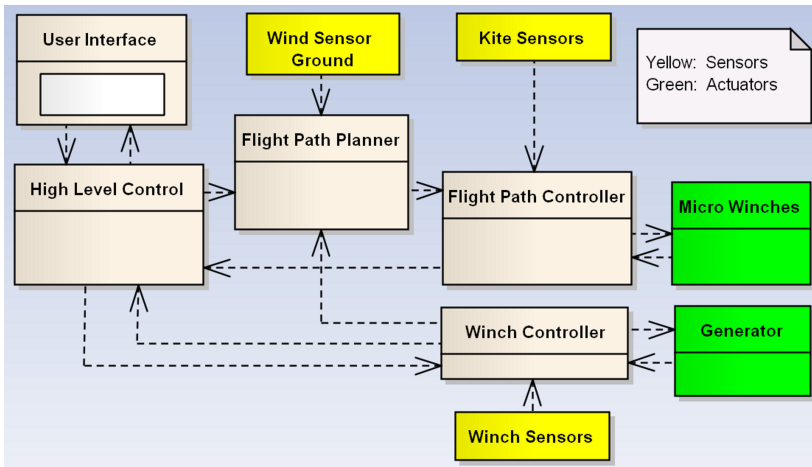 User Interface
Wind Sensor
Ground
Kite Sensors
Yellow: Sensors
Green: Actuators
Flight Path Planner
High Level Control
Flight Path Controller
Micro Winches
Winch Controller
Generator
Winch Sensors